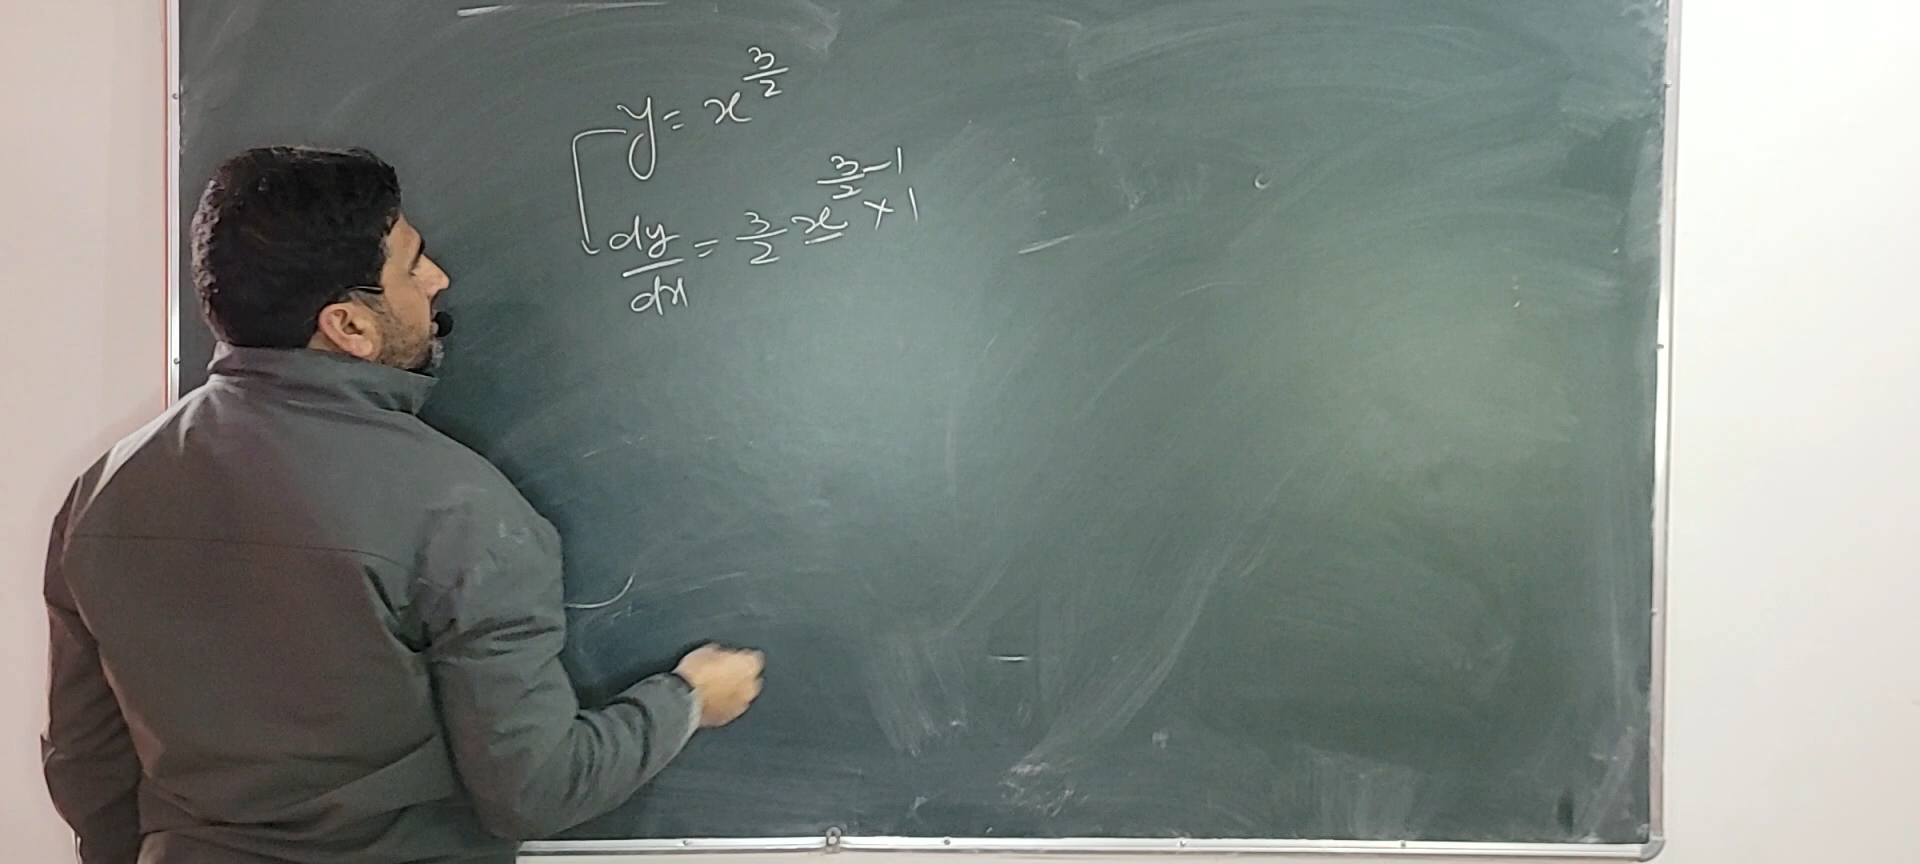 y = x^{3/2}
dy/dx = 3/2 x^{3/2 - 1} × 1